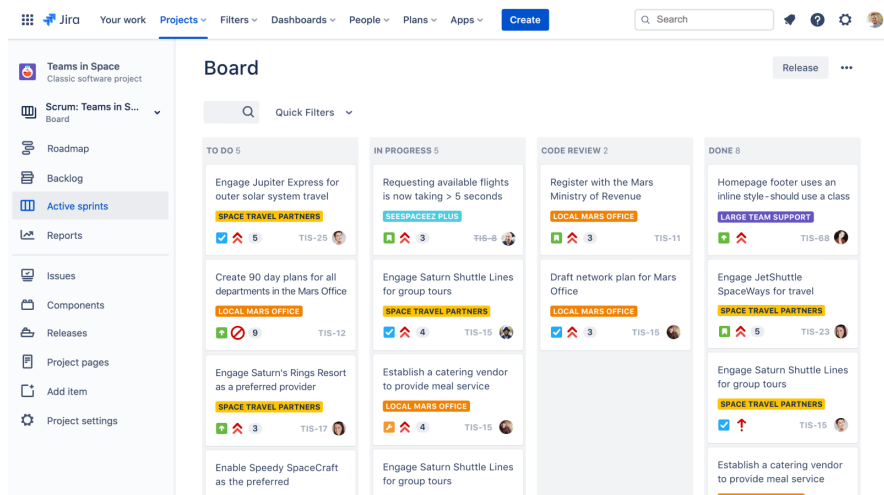 Jira
Your work
Projects
Filters
Dashboards
People
Plans
Apps
Create
Search
Teams in Space
Classic software project
Scrum: Teams in S...
Board
Roadmap
Backlog
Active sprints
Reports
Issues
Components
Releases
Project pages
Add item
Project settings
Board
Release
Quick Filters
TO DO 5
Engage Jupiter Express for
outer solar system travel
SPACE TRAVEL PARTNERS
5 TIS-25
Create 90 day plans for all
departments in the Mars Office
LOCAL MARS OFFICE
9 TIS-12
Engage Saturn's Rings Resort
as a preferred provider
SPACE TRAVEL PARTNERS
3 TIS-17
Enable Speedy SpaceCraft
as the preferred
IN PROGRESS 5
Requesting available flights
is now taking > 5 seconds
SEESPACEEZ PLUS
3 TIS-8
Engage Saturn Shuttle Lines
for group tours
SPACE TRAVEL PARTNERS
4 TIS-15
Establish a catering vendor
to provide meal service
LOCAL MARS OFFICE
4 TIS-15
Engage Saturn Shuttle Lines
for group tours
CODE REVIEW 2
Register with the Mars
Ministry of Revenue
LOCAL MARS OFFICE
3 TIS-11
Draft network plan for Mars
Office
LOCAL MARS OFFICE
3 TIS-15
DONE 8
Homepage footer uses an
inline style-should use a class
LARGE TEAM SUPPORT
TIS-68
Engage JetShuttle
SpaceWays for travel
SPACE TRAVEL PARTNERS
5 TIS-23
Engage Saturn Shuttle Lines
for group tours
SPACE TRAVEL PARTNERS
TIS-15
Establish a catering vendor
to provide meal service